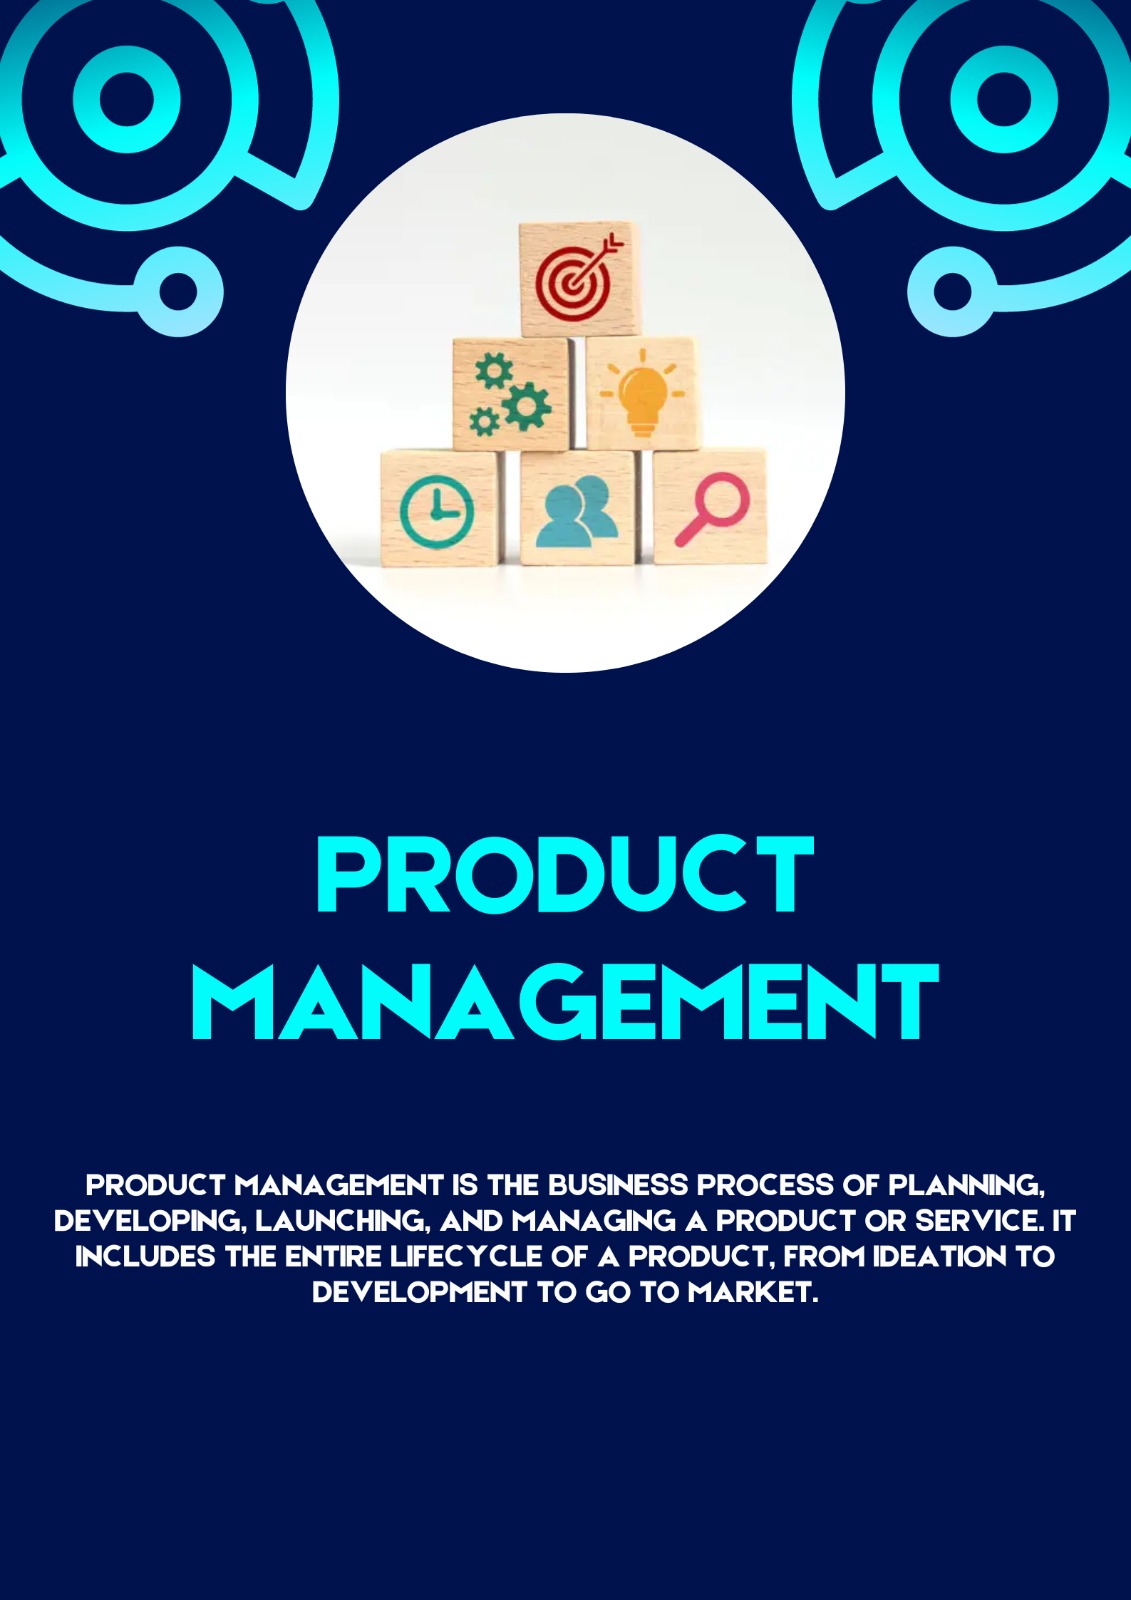 PRODUCT
MANAGEMENT
PRODUCT MANAGEMENT IS THE BUSINESS PROCESS OF PLANNING,
DEVELOPING, LAUNCHING, AND MANAGING A PRODUCT OR SERVICE. IT
INCLUDES THE ENTIRE LIFECYCLE OF A PRODUCT, FROM IDEATION TO
DEVELOPMENT TO GO TO MARKET.